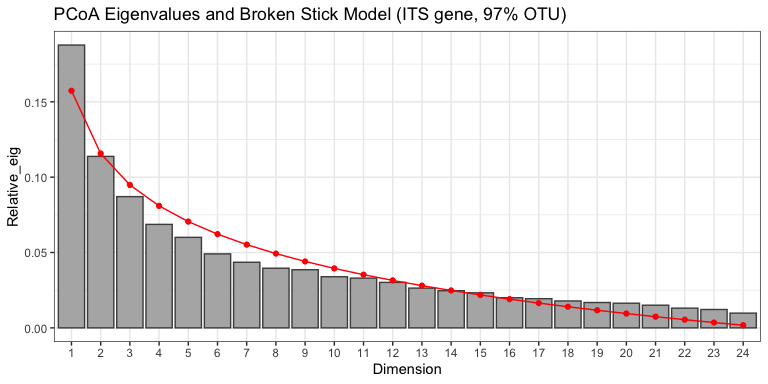 PCoA Eigenvalues and Broken Stick Model (ITS gene, 97% OTU)
Relative_eig
0.15
0.10
0.05
0.00
1 2 3 4 5 6 7 8 9 10 11 12 13 14 15 16 17 18 19 20 21 22 23 24
Dimension